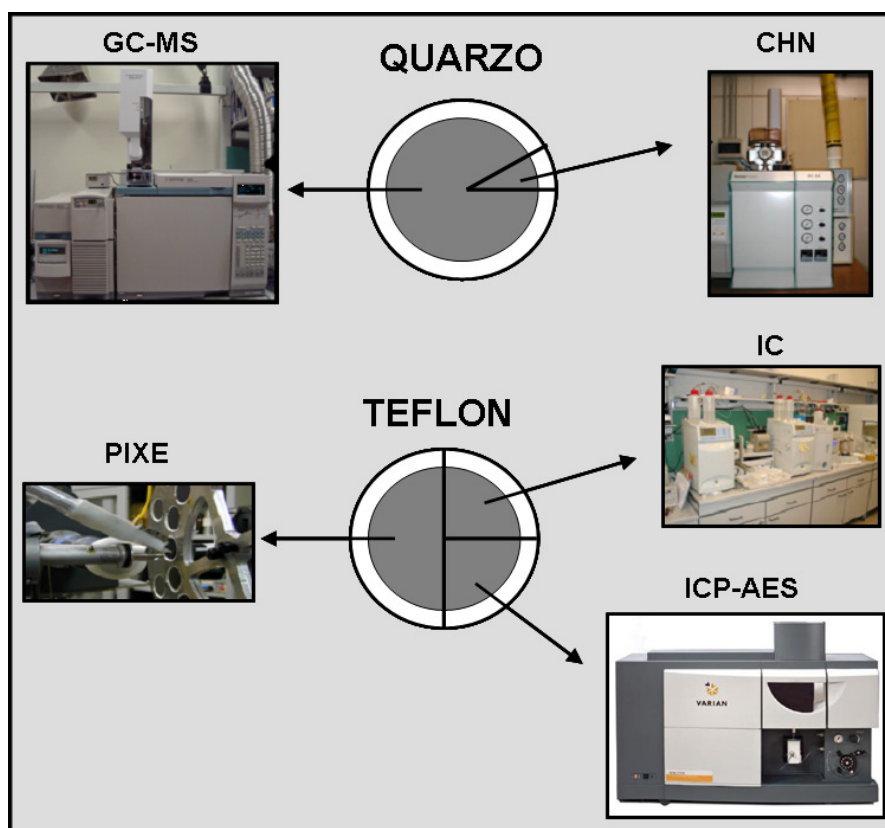 GC-MS
QUARZO
CHN
IC
TEFLON
PIXE
ICP-AES
VARIAN